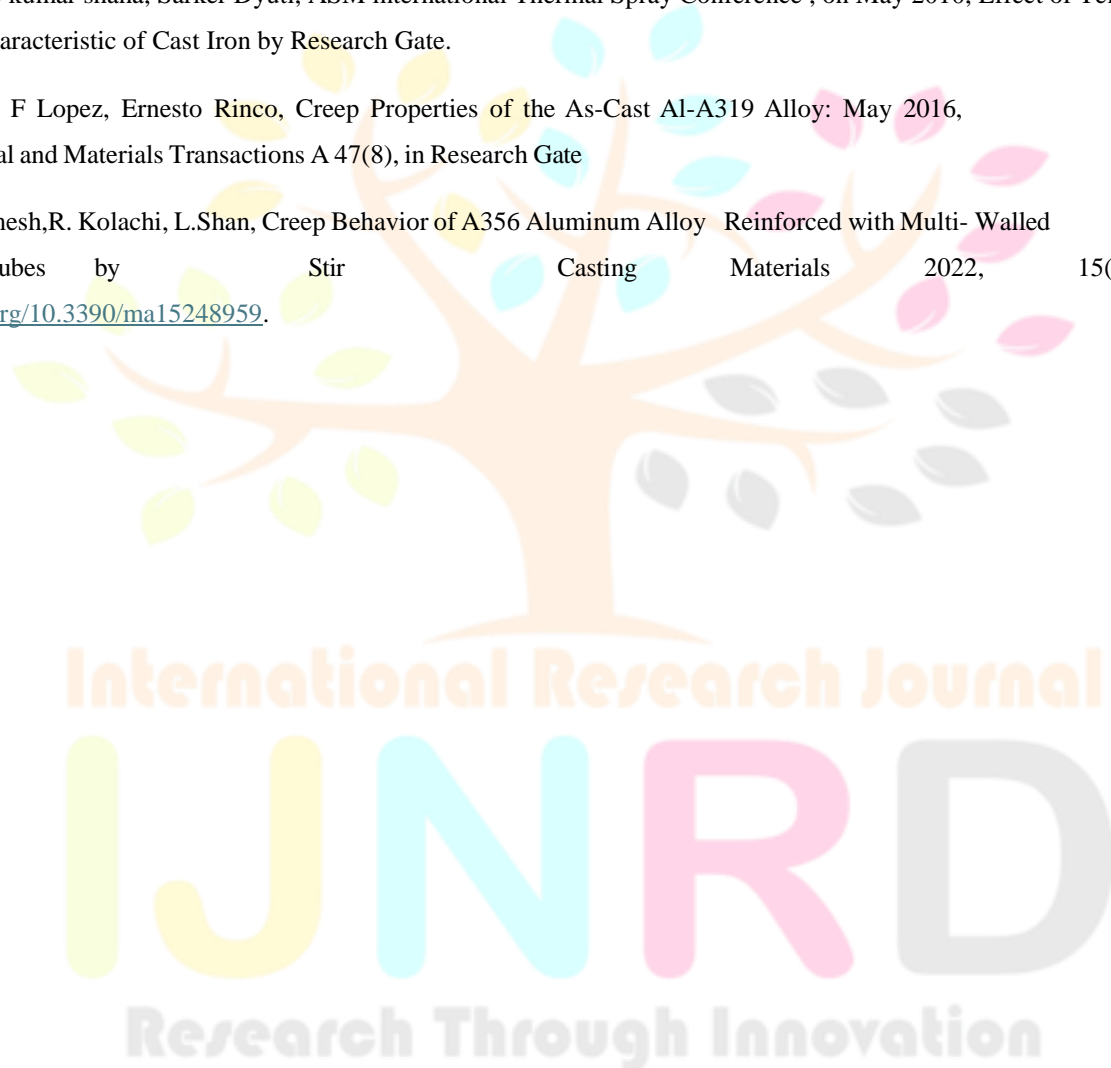 kumar shaha, Sarker Dyuti, ASM International Thermal Spray Conference , on May 2010, Effect of
aracteristic of Cast Iron by Research Gate.
F Lopez, Ernesto Rinco, Creep Properties of the As-Cast Al-A319 Alloy: May 2016,
al and Materials Transactions A 47(8), in Research Gate
nesh,R. Kolachi, L.Shan, Creep Behavior of A356 Aluminum Alloy Reinforced with Multi- Walled
ubes by Stir Casting Materials 2022, 15(
rg/10.3390/ma15248959.
International Research Journal
IJNRD
Research Through Innovation